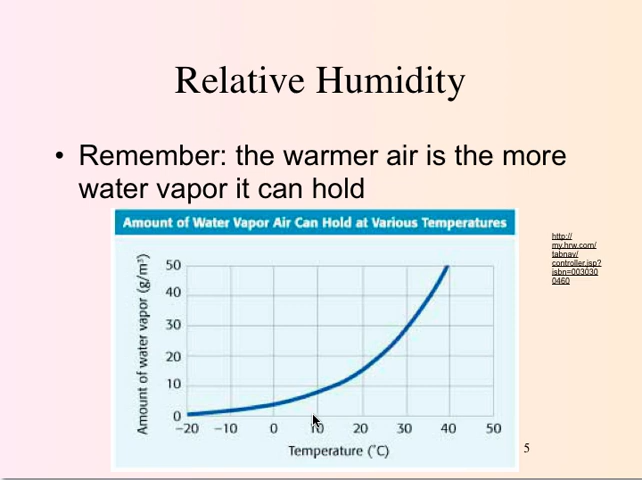 Relative Humidity
• Remember: the warmer air is the more
water vapor it can hold
Amount of Water Vapor Air Can Hold at Various Temperatures
Amount of water vapor (g/m³)
50
40
30
20
10
0
−20 −10 0 10 20 30 40 50
Temperature (˚C)
http://
my.hrw.com/
tabnav/
controller.jsp?
isbn=003030
0460
5